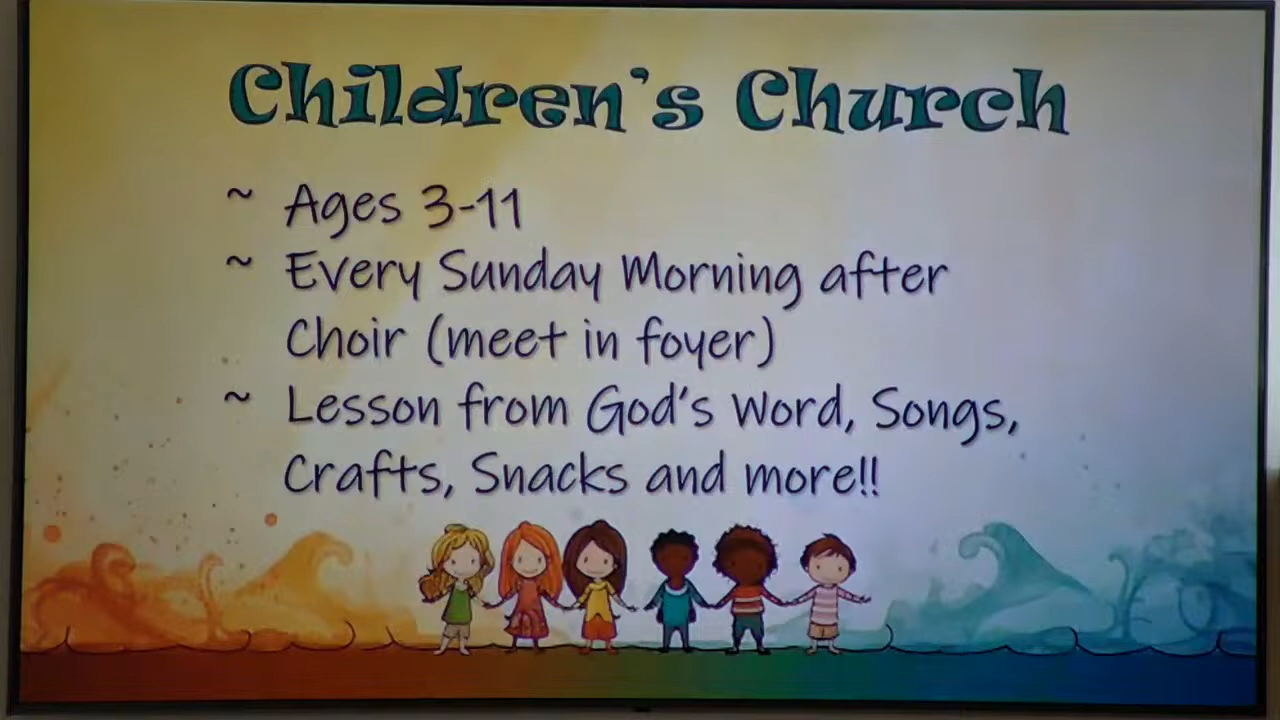 Children's Church
~ Ages 3-11
~ Every Sunday Morning after
Choir (meet in foyer)
~ Lesson from God's Word, Songs,
Crafts, Snacks and more!!